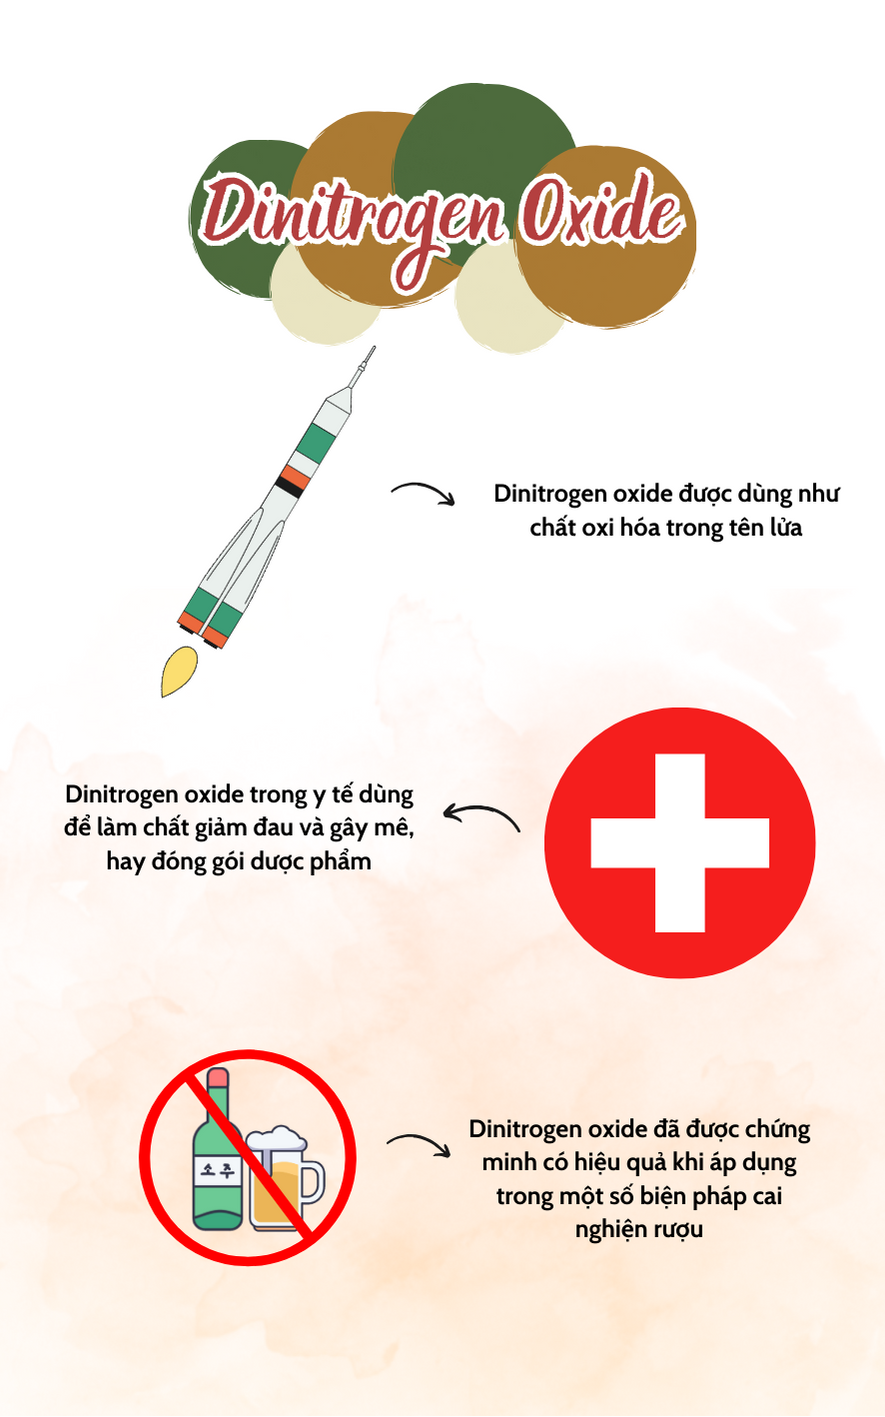 Dinitrogen Oxide
Dinitrogen oxide được dùng như
chất oxi hóa trong tên lửa
Dinitrogen oxide trong y tế dùng
để làm chất giảm đau và gây mê,
hay đóng gói dược phẩm
소주
Dinitrogen oxide đã được chứng
minh có hiệu quả khi áp dụng
trong một số biện pháp cai
nghiện rượu